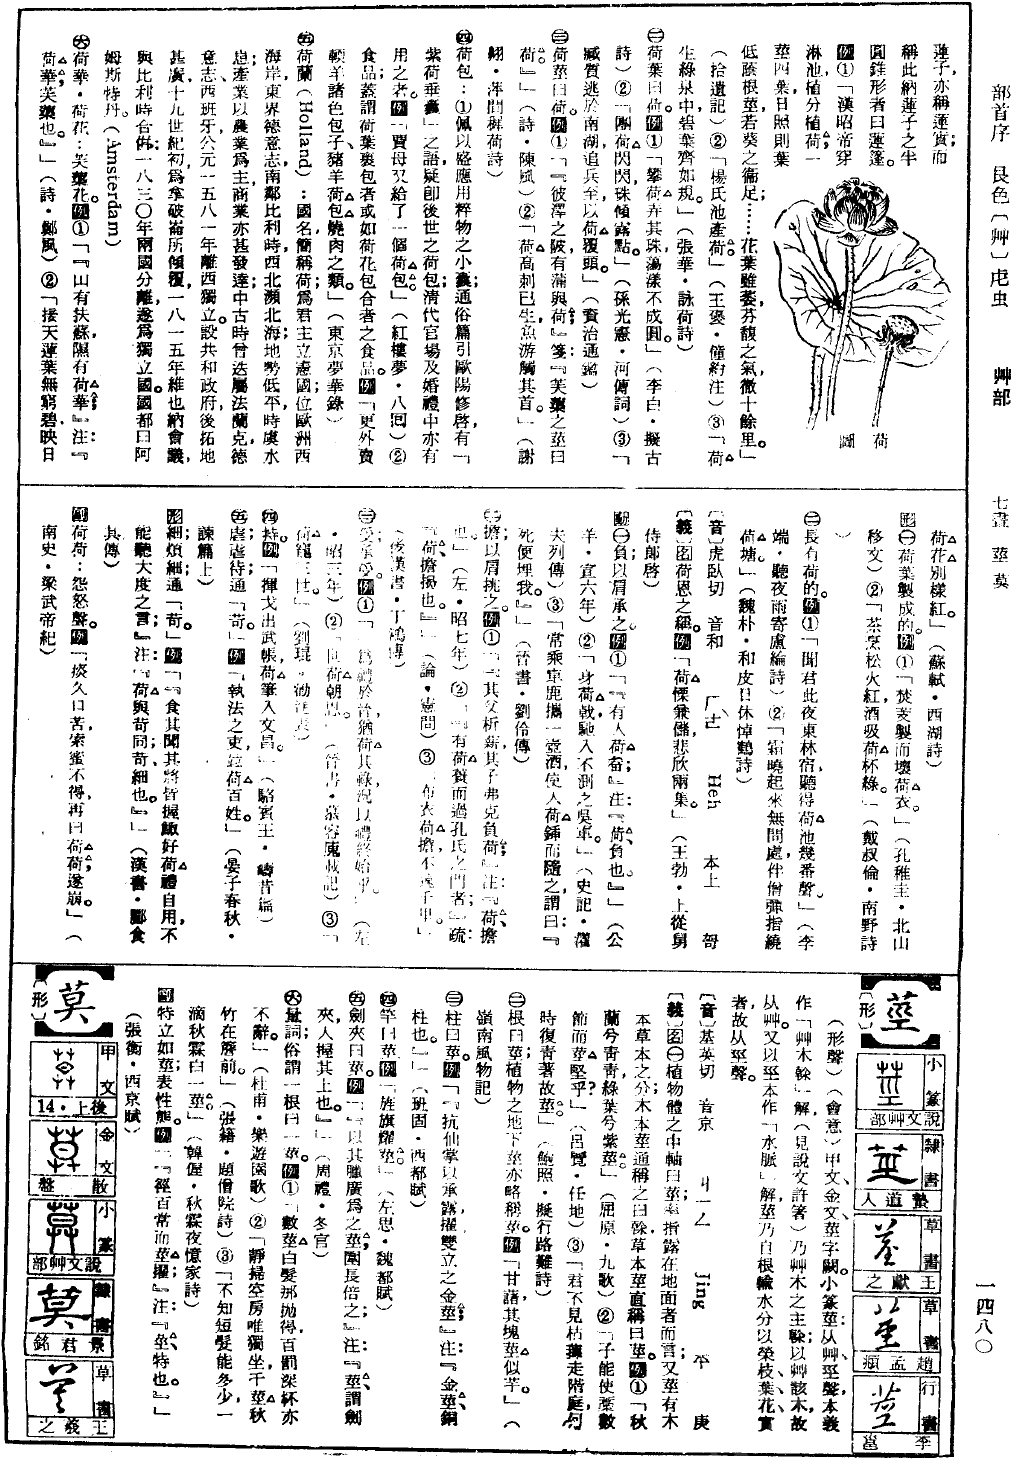 部首序 艮色〔艸〕虍虫 艸部 七畫 莖莫 一四八〇
蓮子亦稱蓮實；而
稱此納蓮子之半
圓錐形者曰蓮蓬。
例①「漢昭帝穿
淋池植分植荷一
莖四葉日照則葉
低蔭根莖若葵之衞足……花葉雖萎芬馥之氣徹十餘里。」
（拾遺記）②「楊氏池產荷。」（王褒·僮約注）③「荷
生綠泉中碧葉齊如規。」（張華·詠荷詩）
荷圖
㊁荷葉曰荷。例①「攀荷弄其珠蕩漾不成圓。」（李白·擬古
詩）②「團荷閃閃珠傾露點。」（孫光憲·河傳詞）③「
臧質逃於南湖追兵至以荷覆頭。」（資治通鑑）
㊂荷莖曰荷。例①「『彼澤之陂有蒲與荷』箋：『芙蕖之莖曰
荷。』」（詩·陳風）②「荷高刺已生魚游觸其首。」（謝
翱·萍間屏荷詩）
㊃荷包：①佩以盛應用雜物之小囊；通俗篇引歐陽修啓有「
紫荷垂囊」之語疑卽後世之荷包；清代官場及婚禮中亦有
用之者。例「賈母又給了一個荷包」（紅樓夢·八回）②
食品；蓋謂荷葉裹包者或如荷花包合者之食品。例「更外賣
軟羊諸色包子、豬羊荷包、燒肉之類。」（東京夢華錄）
㊄荷蘭（Holland）：國名，簡稱荷；爲君主立憲國；位歐洲西
海岸，東界德意志，南鄰比利時，西北瀕北海；地勢低平，時虞水
患；產業以農業爲主，商業亦甚發達；中古時曾迭屬法蘭克、德
意志、西班牙，公元一五八一年離西獨立，設共和政府，後拓地
甚廣，十九世紀初，爲拿破崙所傾覆，一八一五年維也納會議，
與比利時合併，一八三〇年兩國分離，遂爲獨立國。國都曰阿
姆斯特丹。（Amsterdam）
㊅荷華·荷花：芙蕖花。例①「『山有扶蘇隰有荷華』注：『
荷華，芙蕖也。』」（詩·鄭風）②「接天蓮葉無窮碧映日
荷花別樣紅。」（蘇軾·西湖詩）
形㊀荷葉製成的。例①「焚芰製而壞荷衣。」（孔稚圭·北山
移文）②「茶烹松火紅酒吸荷杯綠。」（戴叔倫·南野詩
）
㊁長有荷的。例①「聞君此夜東林宿聽得荷池幾番聲。」（李
端·聽夜雨寄盧綸詩）②「霜曉起來無問處伴僧彈指繞
荷塘。」（魏朴·和皮日休悼鶴詩）
〔音〕虎臥切 音和 Heh 本上 哿
〔義〕名荷恩之稱。例「荷慄兼儲悲欣兩集。」（王勃·上從舅
侍郎啓）
動㊀負以肩承之。例①「『有人荷畚。』注：『荷，負也。』」（公
羊·宣六年）②「身荷戟馳入不測之吳軍。」（史記·灌
夫列傳）③「常乘車鹿攜一壺酒使人荷鍤而隨之謂曰：『
死便埋我。』」（晉書·劉伶傳）
㊁擔以肩挑之。例①「『其父析薪其子弗克負荷』注：『荷擔
也。』」（左·昭七年）②「『有荷蕢而過孔氏之門者』疏
『荷擔揭也。』」（論·憲問）③「布衣荷擔不遠千里。」
（後漢書·丁鴻傳）
㊂受；承受。例①「爲禮於晉猶荷其祿況以禮終始乎。」（左
·昭三年）②「世荷朝恩。」（晉書·慕容廆載記）③「
荷寵三世。」（劉琨·勸進表）
㊃持。例「揮戈出武帳荷筆入文昌。」（駱賓王·疇昔篇）
㊄虐；虐待；通「苛」。例「執法之吏並荷百姓。」（晏子春秋·
諫篇上）
形細；煩細；通「苛」。例「『食其聞其將皆握齱好荷禮自用，不
能聽大度之言。』注：『荷與苛同；苛，細也。』」（漢書·酈食
其傳）
副荷荷：怨怒聲。例「疾久口苦，索蜜不得，再曰荷荷遂崩。」（
南史·梁武帝紀）
莖
〔形〕
小篆 說文艸部
隸書 蟄道人
草書 王獻之
草書 趙孟頫
行書 李邕
（形聲）（會意）甲文、金文莖字闕。小篆莖：从艸，巠聲，本義
作「艸木榦」解（見說文許箸）乃艸木之主榦；以艸該木故
从艸。又以巠本作「水脈」解，莖乃自根輸水分以榮枝、葉、花、實
者，故从巠聲。
〔音〕基英切 音京 ㄐㄧㄥ Jing 平 庚
〔義〕名㊀植物體之中軸曰莖，率指露在地面者而言；又莖有木
本草本之分，木本莖通稱之曰榦，草本莖直稱曰莖。例①「秋
蘭兮青青，綠葉兮紫莖。」（屈原·九歌）②「子能使藁數
節而莖堅乎？」（呂覽·任地）③「君不見枯籜走階庭，何
時復青著故莖。」（鮑照·擬行路難詩）
㊁根曰莖；植物之地下莖亦略稱莖。例「甘藷，其塊莖似芋。」（
嶺南風物記）
㊂柱曰莖。例「『抗仙掌以承露，擢雙立之金莖』注：『金莖，銅
柱也。』」（班固·西都賦）
㊃竿曰莖。例「旌旗擢莖。」（左思·魏都賦）
㊄劍夾曰莖。例「『以其臘廣爲之莖圍長倍之』注：『莖謂劍
夾，人握其上也。』」（周禮·冬官）
㊅量詞，俗謂一根曰一莖。例①「數莖白髮那拋得百罰深杯亦
不辭。」（杜甫·樂遊園歌）②「靜掃空房唯獨坐千莖秋
竹在簷前。」（張籍·題僧院詩）③「不知短髮能多少，一
滴秋霖白一莖。」（韓偓·秋霖夜憶家詩）
副特立如莖；表性態。例「『徑百常而莖擢』注：『莖，特也。』」
（張衡·西京賦）
莫
〔形〕
甲文 後上·14
金文 散盤
小篆 說文艸部
隸書 景君銘
草書 王羲之